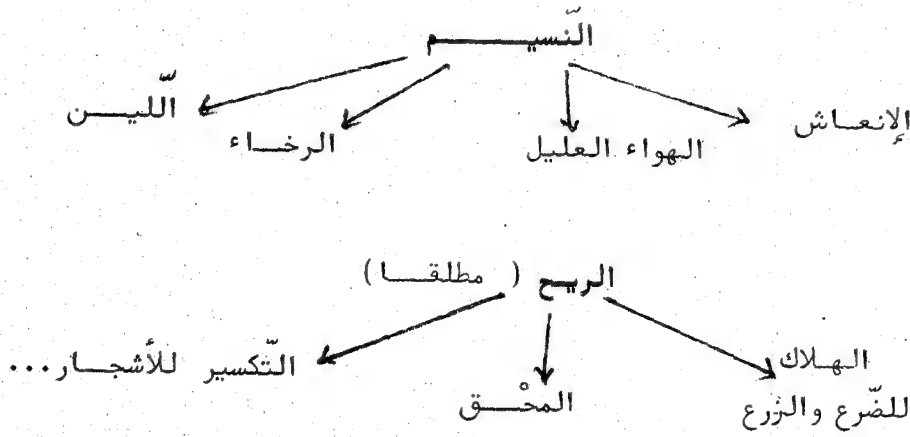 النّسيم
الإنعاش
الهواء العليل
الرخاء
اللّين
الريح (مطلقا)
الهلاك
للضّرع والزرع
المحْق
التّكسير للأشجار...